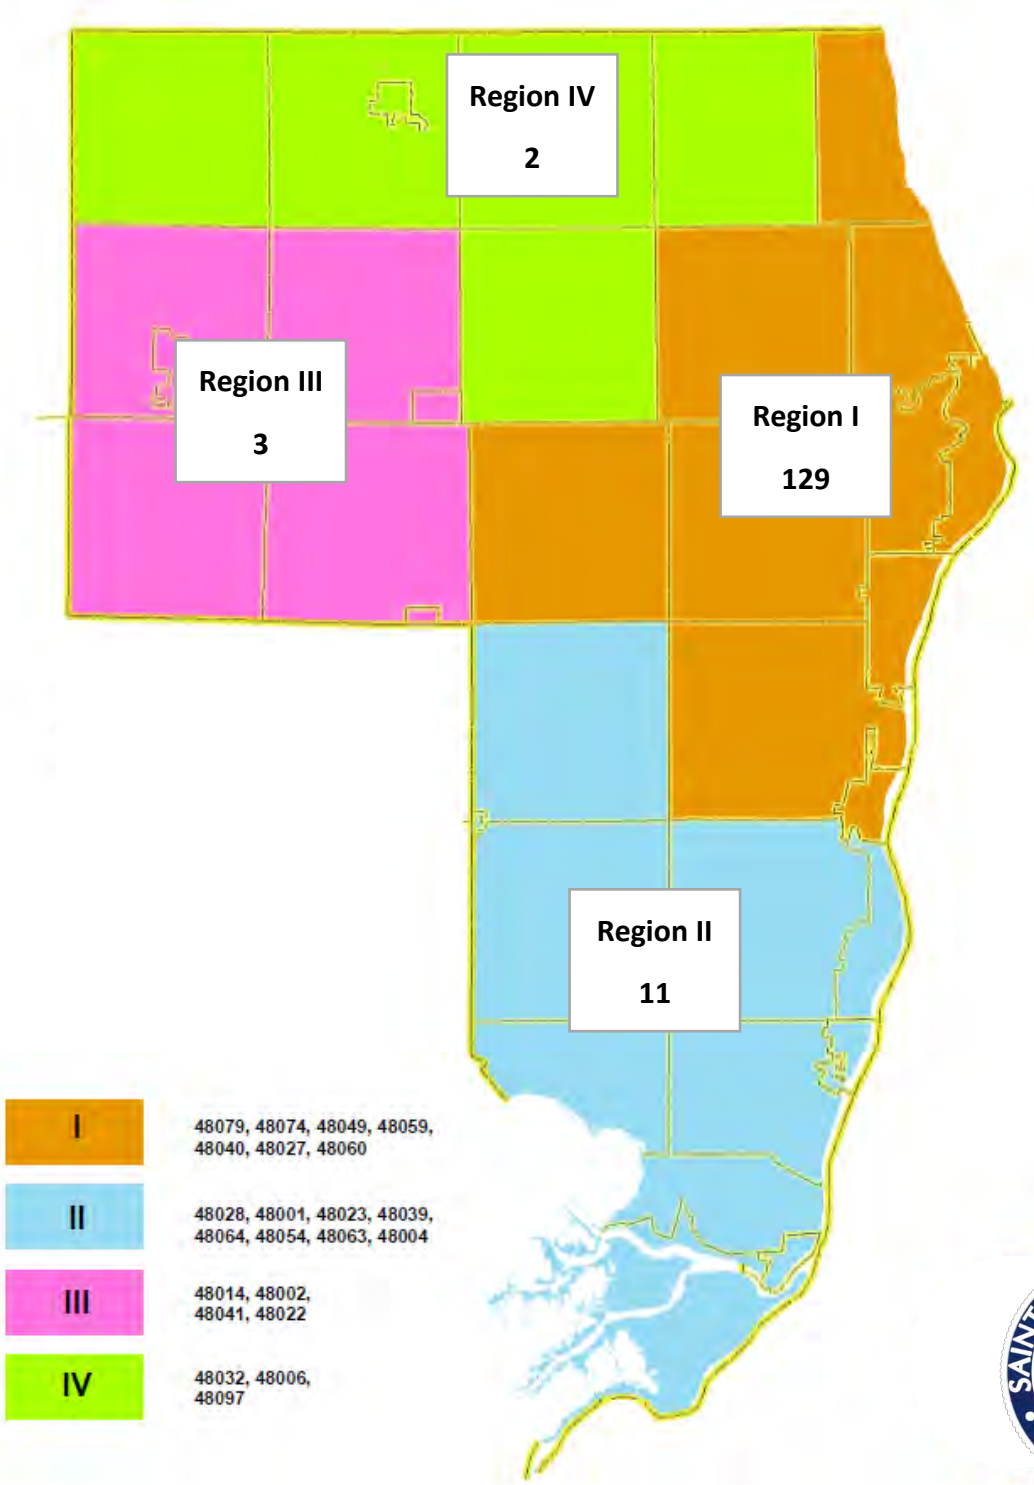 Region IV
2
Region III
3
Region I
129
Region II
11
I
48079, 48074, 48049, 48059,
48040, 48027, 48060
II
48028, 48001, 48023, 48039,
48064, 48054, 48063, 48004
III
48014, 48002,
48041, 48022
IV
48032, 48006,
48097
SAINT